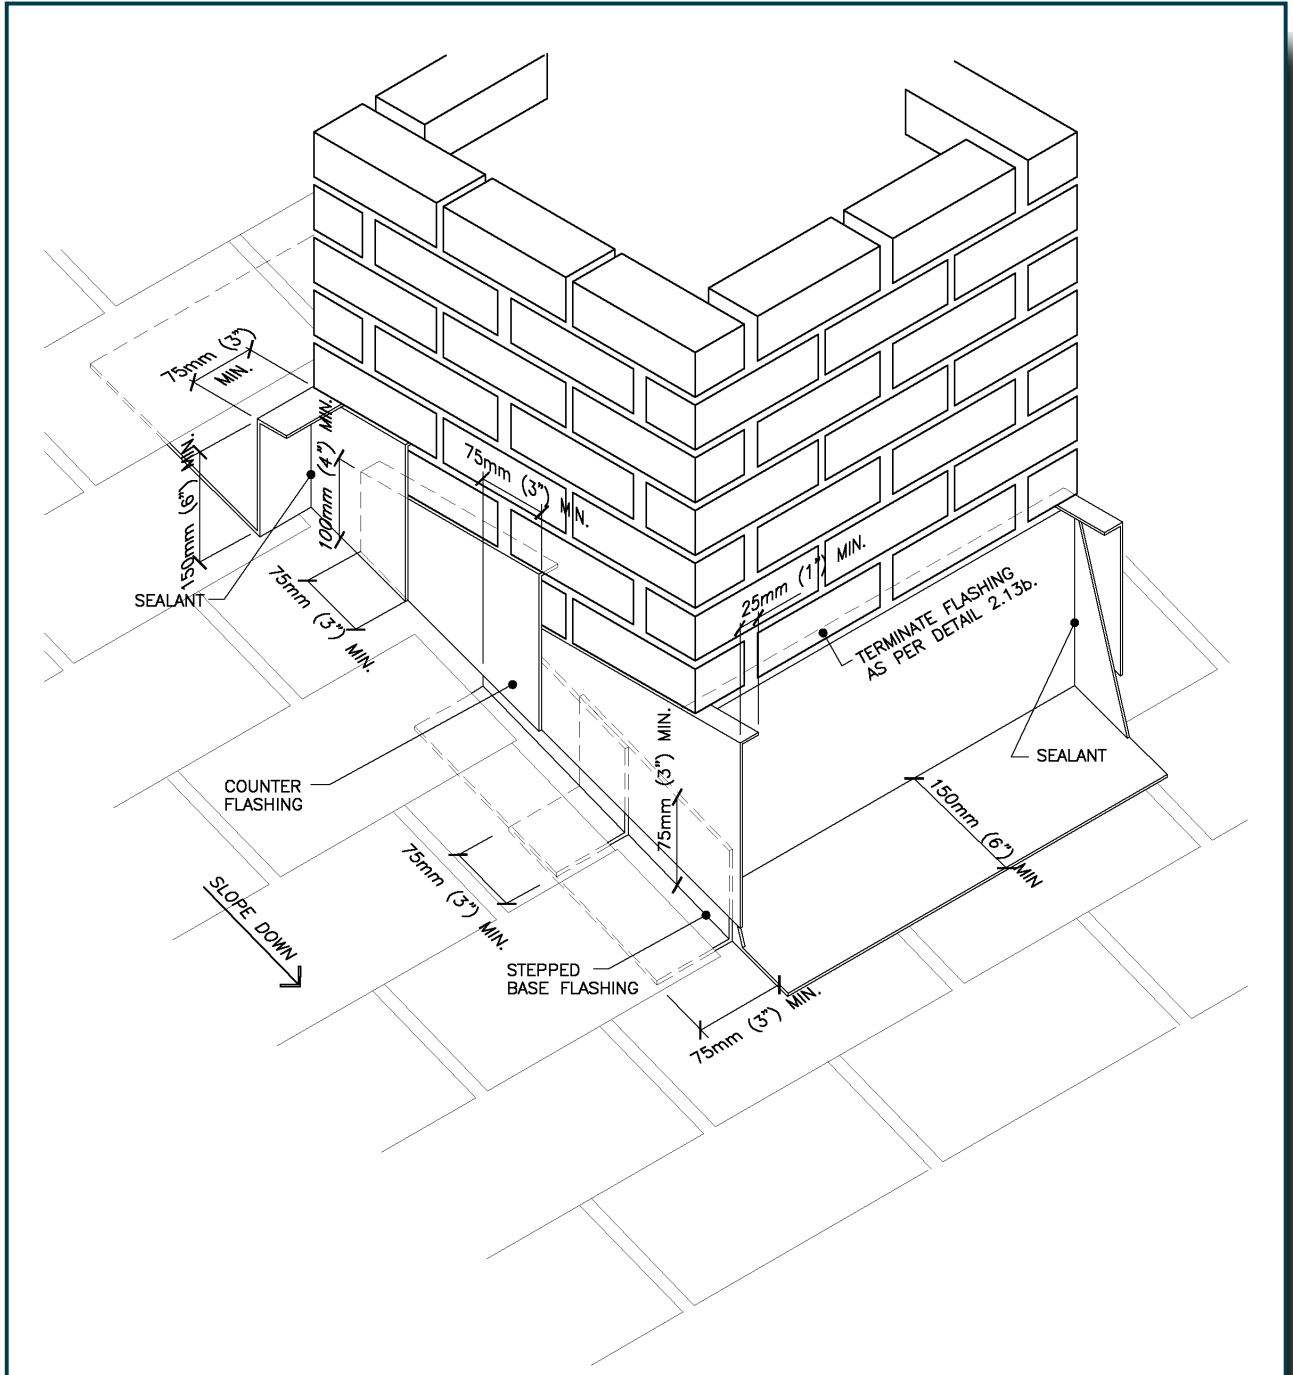 75mm (3")
MIN.
150mm (6") MIN.
100mm (4") MIN.
75mm (3") MIN.
SEALANT
75mm
(3") MIN.
25mm (1") MIN.
TERMINATE FLASHING
AS PER DETAIL 2.13b.
COUNTER
FLASHING
75mm (3") MIN.
SEALANT
150mm (6") MIN
75mm (3") MIN.
SLOPE DOWN
STEPPED
BASE FLASHING
75mm (3") MIN.